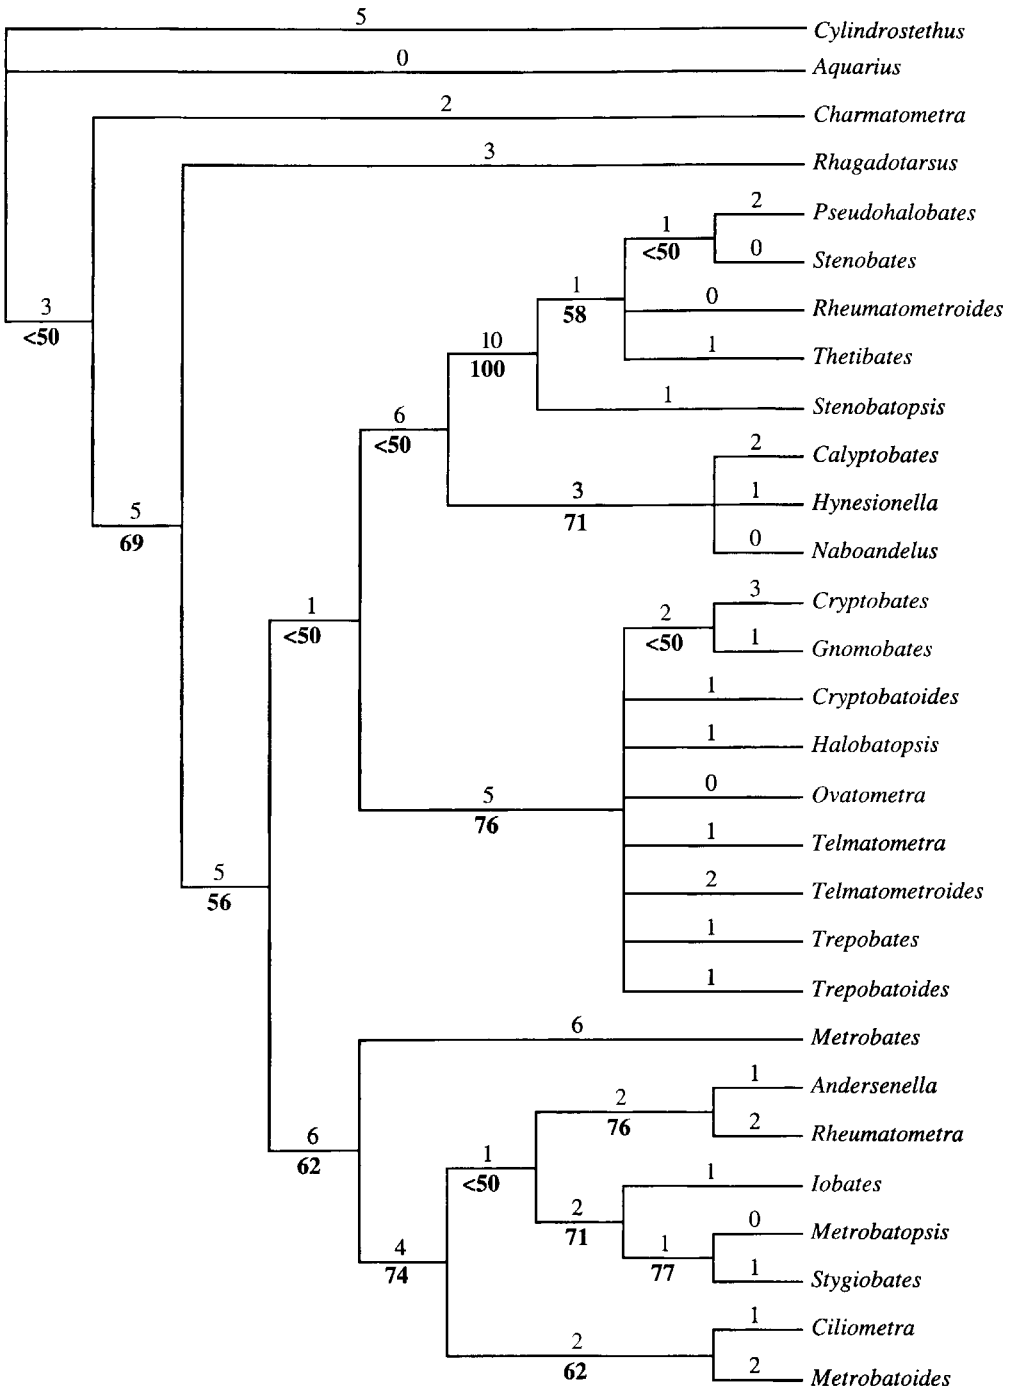 5
Cylindrostethus
0
Aquarius
2
Charmatometra
3
Rhagadotarsus
2
Pseudohalobates
1
<50
0
Stenobates
1
58
0
Rheumatometroides
3
<50
10
100
1
Thetibates
1
Stenobatopsis
6
<50
2
Calyptobates
3
71
1
Hynesionella
5
69
0
Naboandelus
3
Cryptobates
1
<50
2
<50
1
Gnomobates
1
Cryptobatoides
1
Halobatopsis
5
76
0
Ovatometra
1
Telmatometra
5
56
2
Telmatometroides
1
Trepobates
1
Trepobatoides
6
Metrobates
1
Andersenella
2
76
2
Rheumatometra
6
62
1
<50
1
Iobates
2
71
0
Metrobatopsis
4
74
1
77
1
Stygiobates
1
Ciliometra
2
62
2
Metrobatoides